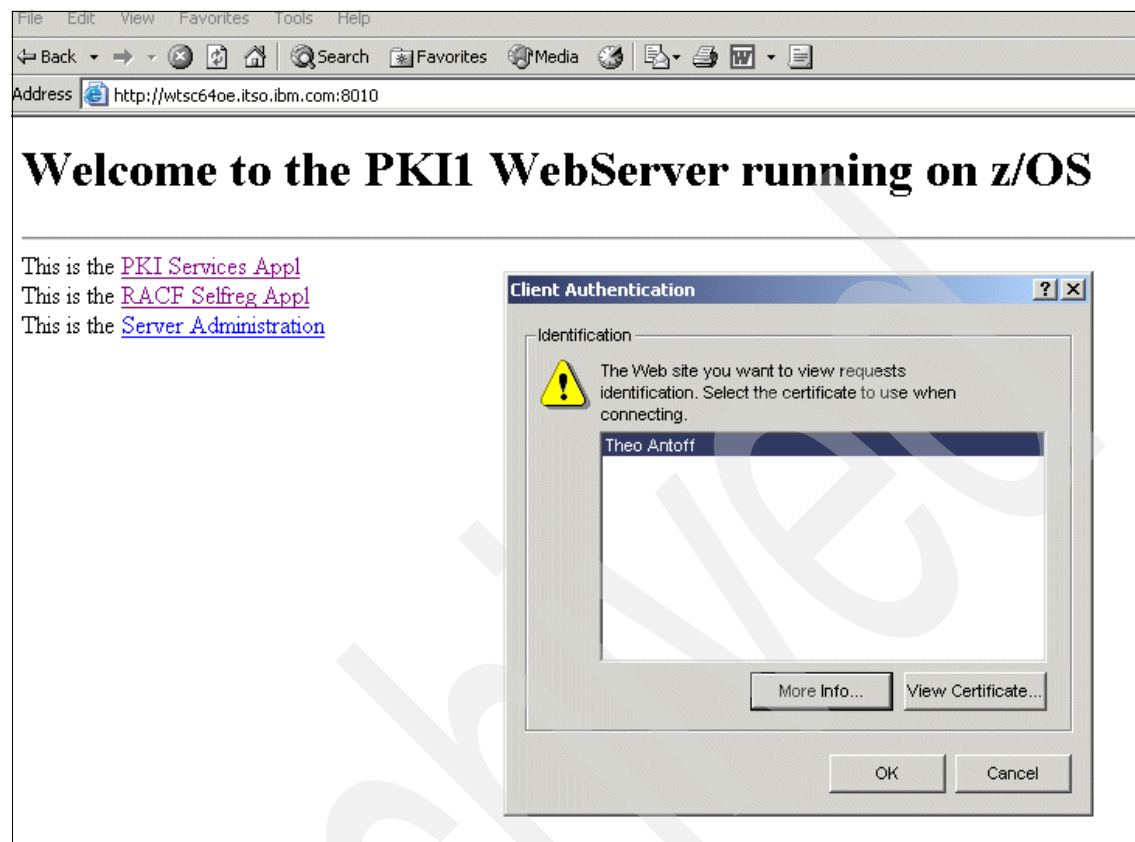 File Edit View Favorites Tools Help
Back Search Favorites Media
Address http://wtsc64oe.itso.ibm.com:8010
Welcome to the PKI1 WebServer running on z/OS
This is the PKI Services Appl
This is the RACF Selfreg Appl
This is the Server Administration
Client Authentication
Identification
The Web site you want to view requests
identification. Select the certificate to use when
connecting.
Theo Antoff
More Info... View Certificate...
OK Cancel